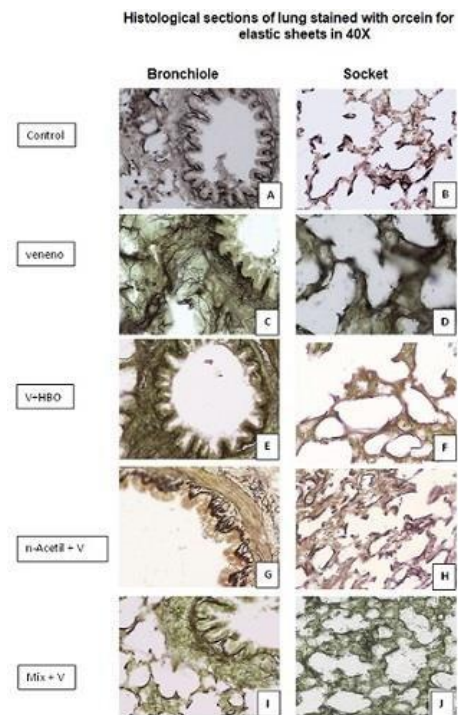 Histological sections of lung stained with orcein for
elastic sheets in 40X
Bronchiole Socket
Control
A
B
veneno
C
D
V+HBO
E
F
n-Acetil + V
G
H
Mix + V
I
J